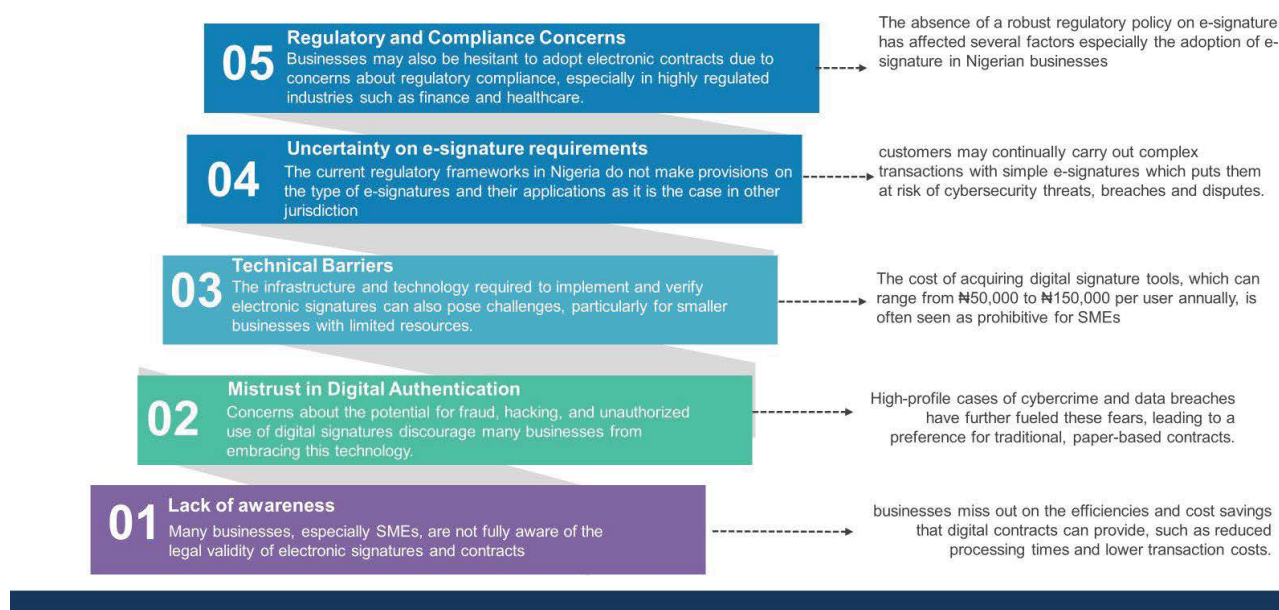 05
Regulatory and Compliance Concerns
Businesses may also be hesitant to adopt electronic contracts due to
concerns about regulatory compliance, especially in highly regulated
industries such as finance and healthcare.
The absence of a robust regulatory policy on e-signature
has affected several factors especially the adoption of e-
signature in Nigerian businesses
04
Uncertainty on e-signature requirements
The current regulatory frameworks in Nigeria do not make provisions on
the type of e-signatures and their applications as it is the case in other
jurisdiction
customers may continually carry out complex
transactions with simple e-signatures which puts them
at risk of cybersecurity threats, breaches and disputes.
03
Technical Barriers
The infrastructure and technology required to implement and verify
electronic signatures can also pose challenges, particularly for smaller
businesses with limited resources.
The cost of acquiring digital signature tools, which can
range from ₦50,000 to ₦150,000 per user annually, is
often seen as prohibitive for SMEs
02
Mistrust in Digital Authentication
Concerns about the potential for fraud, hacking, and unauthorized
use of digital signatures discourage many businesses from
embracing this technology.
High-profile cases of cybercrime and data breaches
have further fueled these fears, leading to a
preference for traditional, paper-based contracts.
01
Lack of awareness
Many businesses, especially SMEs, are not fully aware of the
legal validity of electronic signatures and contracts
businesses miss out on the efficiencies and cost savings
that digital contracts can provide, such as reduced
processing times and lower transaction costs.